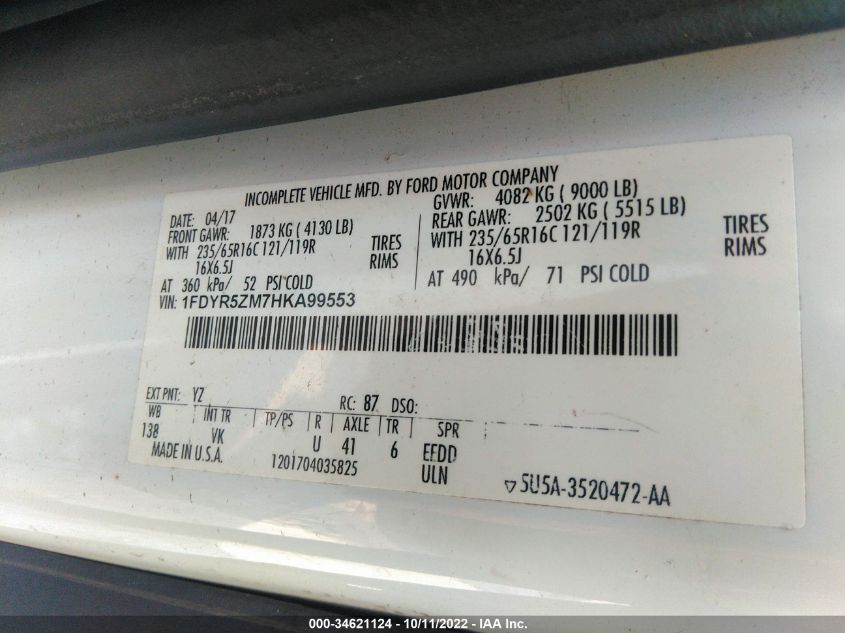 INCOMPLETE VEHICLE MFD. BY FORD MOTOR COMPANY
DATE: 04/17 GVWR: 4082 KG ( 9000 LB)
FRONT GAWR: 1873 KG ( 4130 LB) REAR GAWR: 2502 KG ( 5515 LB)
WITH 235/65R16C 121/119R TIRES WITH 235/65R16C 121/119R TIRES
16X6.5J RIMS 16X6.5J RIMS
AT 360 kPa/ 52 PSI COLD AT 490 kPa/ 71 PSI COLD
VIN: 1FDYR5ZM7HKA99553
EXT PNT: YZ RC: 87 DSO:
WB INT TR TP/PS R AXLE TR SPR
138 VK U 41 6 EFDD
MADE IN U.S.A. 1201704035825 ULN
▽5U5A-3520472-AA
000-34621124 - 10/11/2022 - IAA Inc.